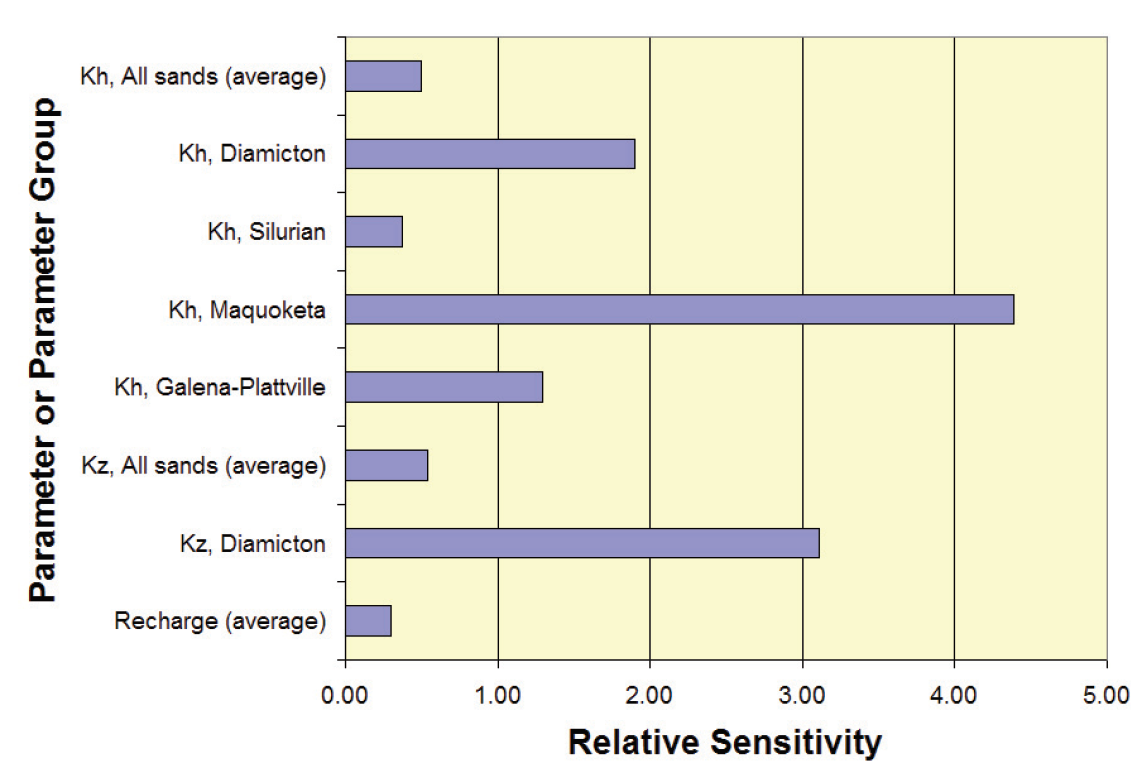 Parameter or Parameter Group
Kh, All sands (average)
Kh, Diamicton
Kh, Silurian
Kh, Maquoketa
Kh, Galena-Plattville
Kz, All sands (average)
Kz, Diamicton
Recharge (average)
0.00 1.00 2.00 3.00 4.00 5.00
Relative Sensitivity